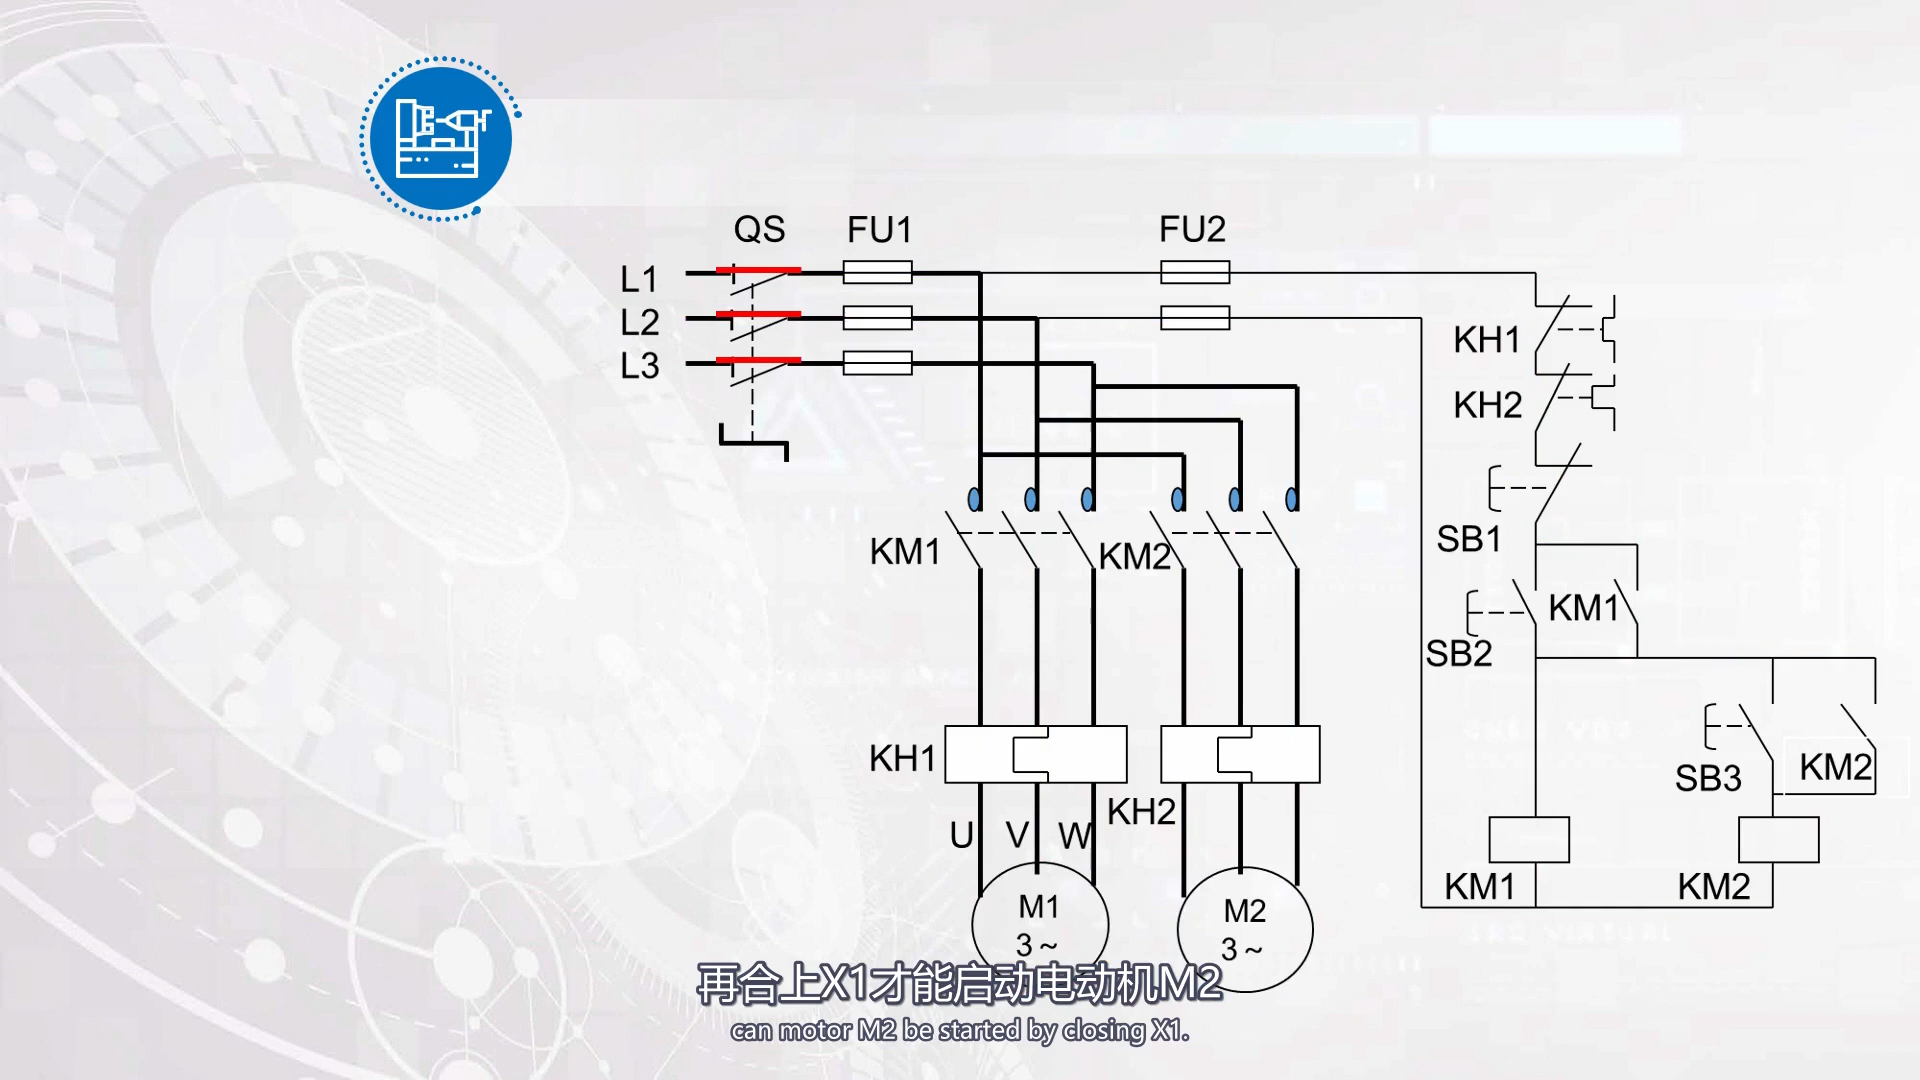 QS FU1 FU2
L1
L2
L3
KH1
KH2
SB1
KM1 KM2
SB2 KM1
KH1
KH2
SB3 KM2
U V W
KM1 KM2
M1
3~
M2
3~
再合上X1才能启动电动机M2
can motor M2 be started by closing X1.